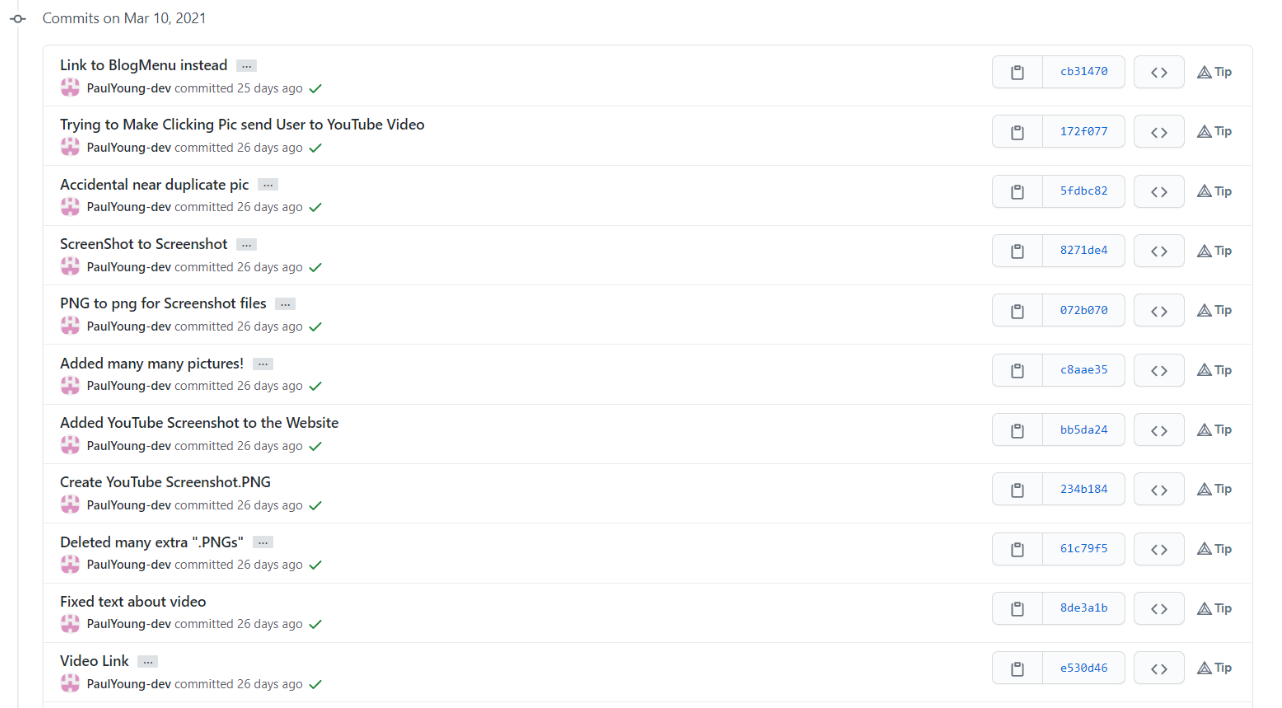 Commits on Mar 10, 2021
Link to BlogMenu instead ...
PaulYoung-dev committed 25 days ago
cb31470
Tip
Trying to Make Clicking Pic send User to YouTube Video
PaulYoung-dev committed 26 days ago
172f077
Tip
Accidental near duplicate pic ...
PaulYoung-dev committed 26 days ago
5fdbc82
Tip
ScreenShot to Screenshot ...
PaulYoung-dev committed 26 days ago
8271de4
Tip
PNG to png for Screenshot files ...
PaulYoung-dev committed 26 days ago
072b070
Tip
Added many many pictures! ...
PaulYoung-dev committed 26 days ago
c8aae35
Tip
Added YouTube Screenshot to the Website
PaulYoung-dev committed 26 days ago
bb5da24
Tip
Create YouTube Screenshot.PNG
PaulYoung-dev committed 26 days ago
234b184
Tip
Deleted many extra ".PNGs" ...
PaulYoung-dev committed 26 days ago
61c79f5
Tip
Fixed text about video
PaulYoung-dev committed 26 days ago
8de3a1b
Tip
Video Link ...
PaulYoung-dev committed 26 days ago
e530d46
Tip